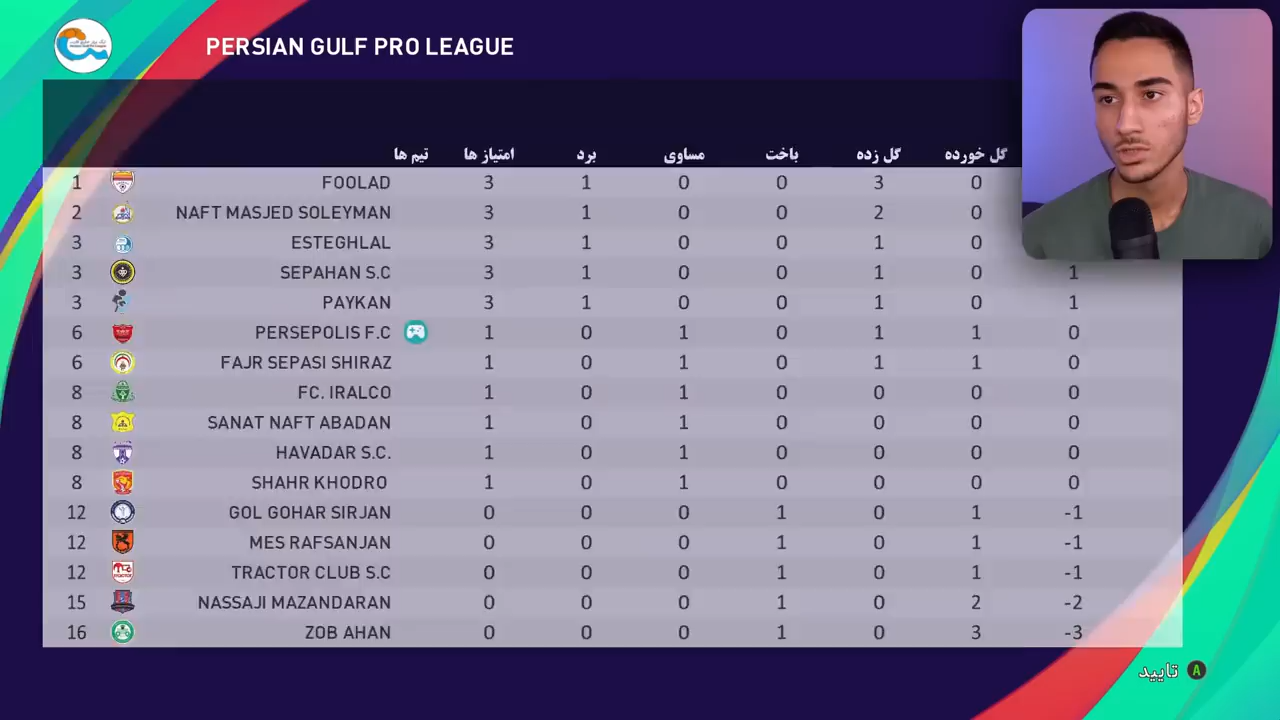 PERSIAN GULF PRO LEAGUE
تیم ها امتیاز ها برد مساوی باخت گل زده گل خورده
1 FOOLAD 3 1 0 0 3 0
2 NAFT MASJED SOLEYMAN 3 1 0 0 2 0
3 ESTEGHLAL 3 1 0 0 1 0
3 SEPAHAN S.C 3 1 0 0 1 0 1
3 PAYKAN 3 1 0 0 1 0 1
6 PERSEPOLIS F.C 1 0 1 0 1 1 0
6 FAJR SEPASI SHIRAZ 1 0 1 0 1 1 0
8 FC. IRALCO 1 0 1 0 0 0 0
8 SANAT NAFT ABADAN 1 0 1 0 0 0 0
8 HAVADAR S.C. 1 0 1 0 0 0 0
8 SHAHR KHODRO 1 0 1 0 0 0 0
12 GOL GOHAR SIRJAN 0 0 0 1 0 1 -1
12 MES RAFSANJAN 0 0 0 1 0 1 -1
12 TRACTOR CLUB S.C 0 0 0 1 0 1 -1
15 NASSAJI MAZANDARAN 0 0 0 1 0 2 -2
16 ZOB AHAN 0 0 0 1 0 3 -3
تایید A